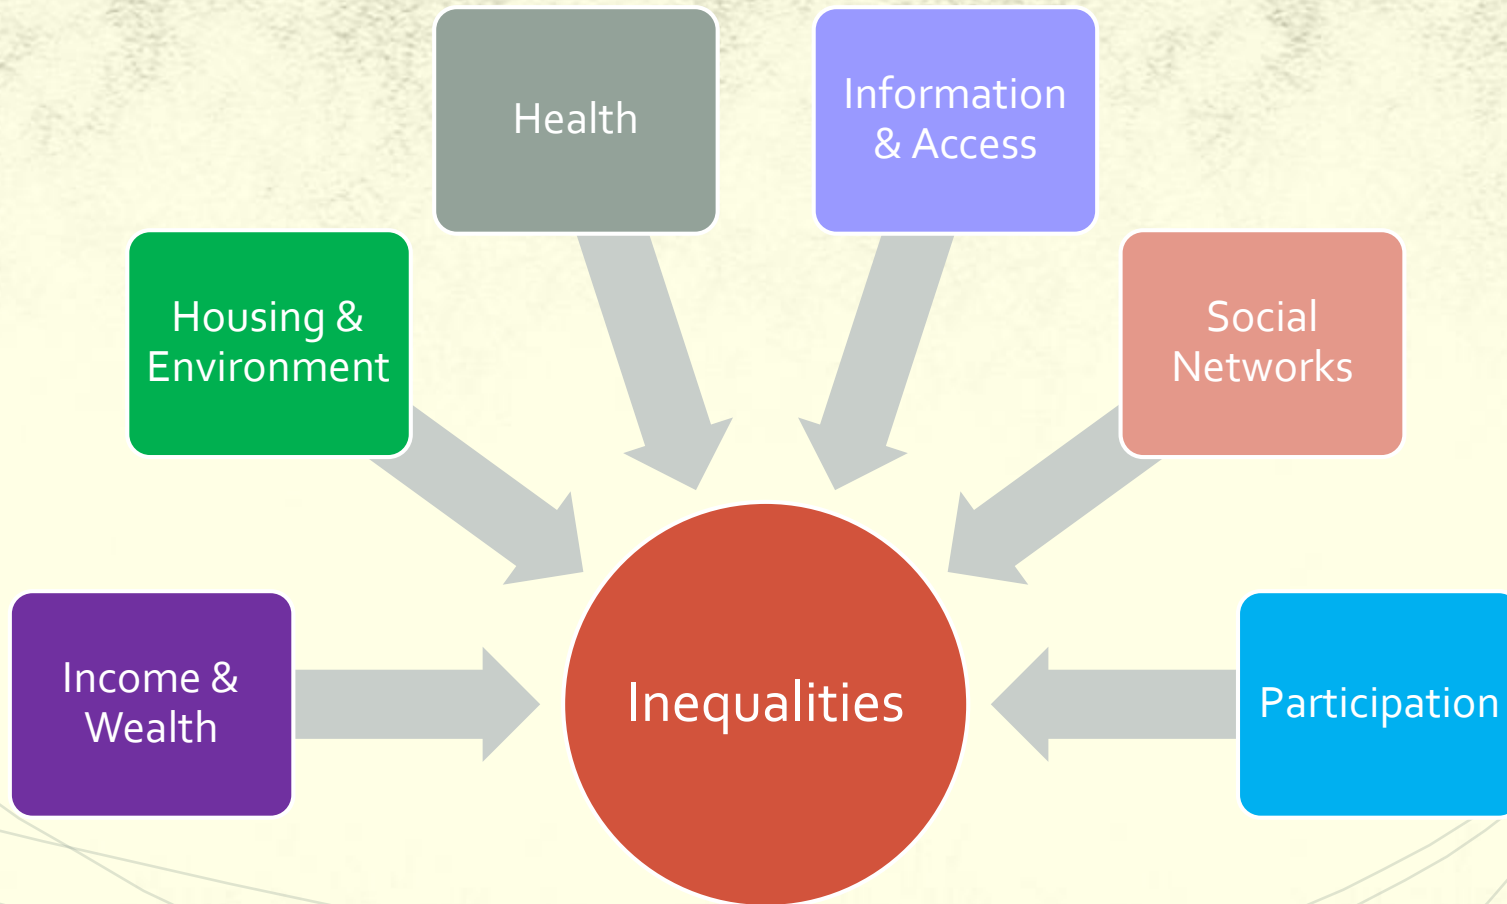 Health
Information
& Access
Housing &
Environment
Social
Networks
Income &
Wealth
Inequalities
Participation